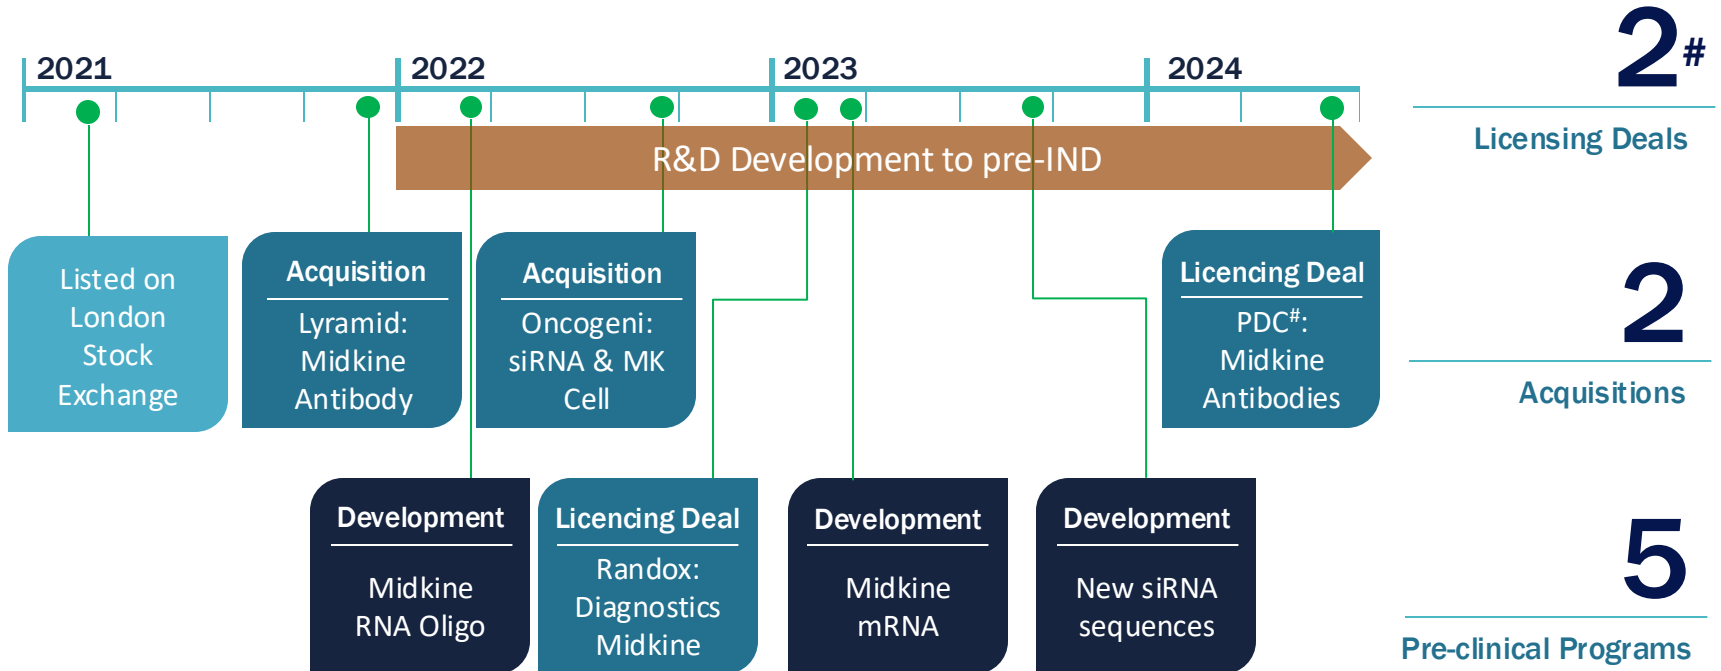 2021
2022
2023
2024
R&D Development to pre-IND
Listed on
London
Stock
Exchange
Acquisition
Lyramid:
Midkine
Antibody
Acquisition
Oncogeni:
siRNA & MK
Cell
Licencing Deal
PDC#:
Midkine
Antibodies
Development
Midkine
RNA Oligo
Licencing Deal
Randox:
Diagnostics
Midkine
Development
Midkine
mRNA
Development
New siRNA
sequences
2#
Licensing Deals
2
Acquisitions
5
Pre-clinical Programs